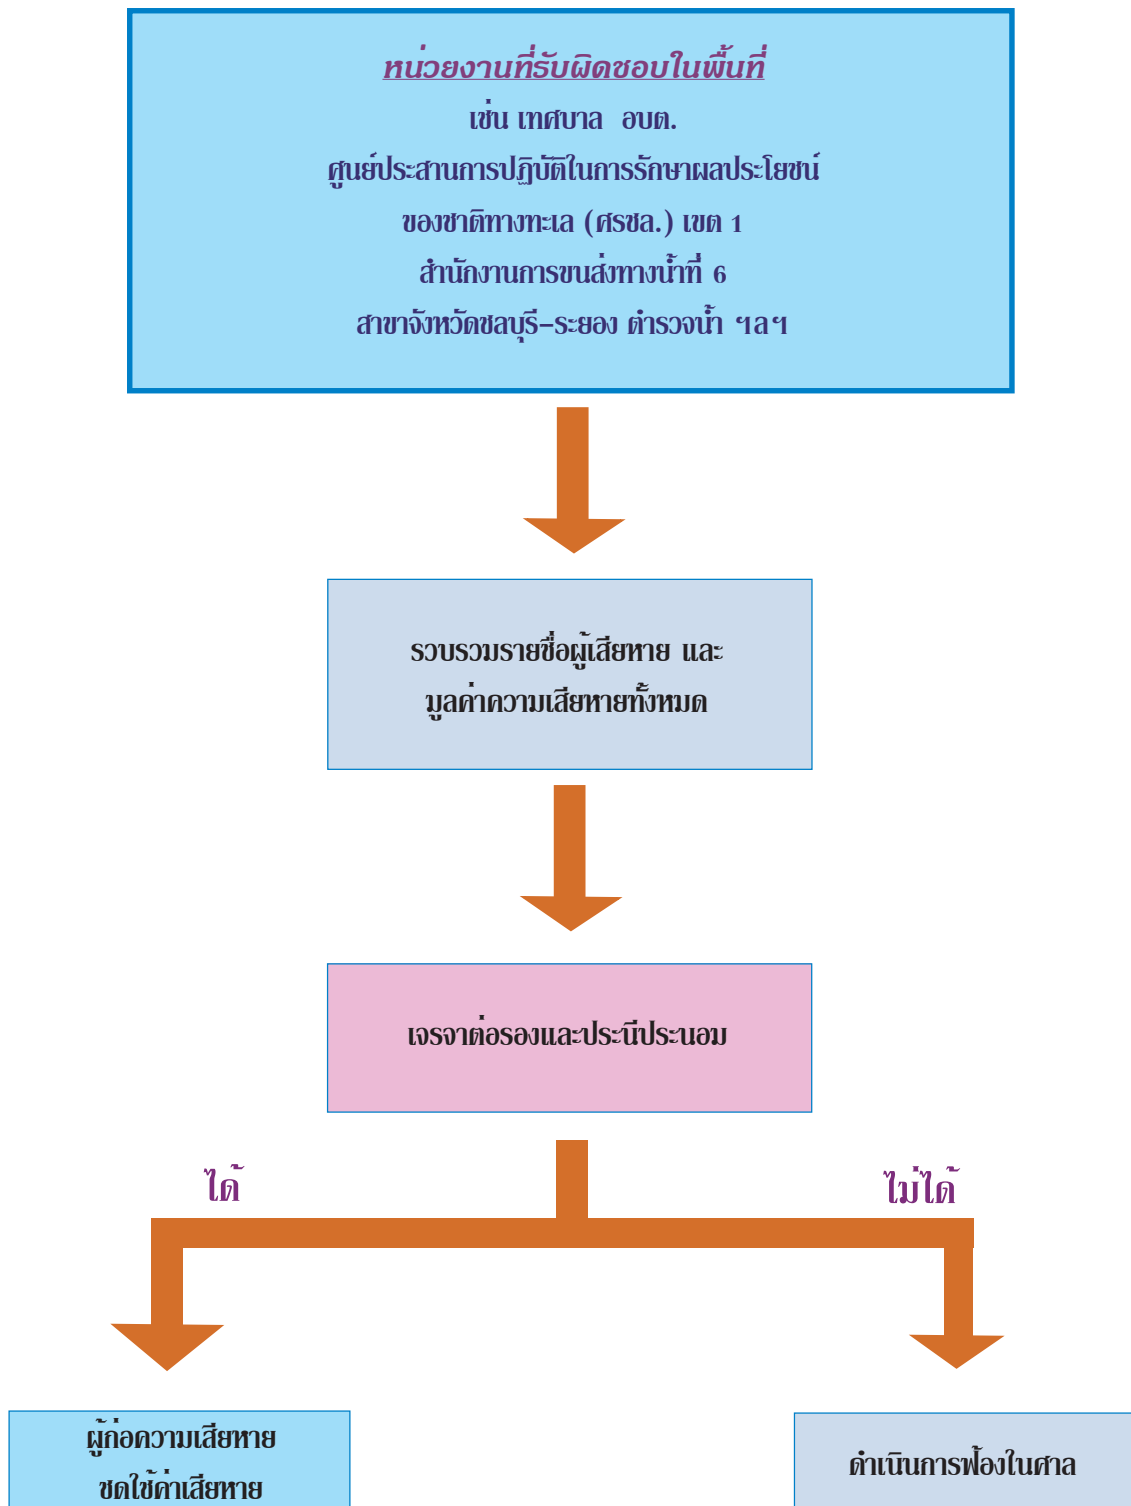 หน่วยงานที่รับผิดชอบในพื้นที่
เช่น เทศบาล อบต.
ศูนย์ประสานการปฏิบัติในการรักษาผลประโยชน์
ของชาติทางทะเล (ศรชล.) เขต 1
สำนักงานการขนส่งทางน้ำที่ 6
สาขาจังหวัดชลบุรี-ระยอง ตำรวจน้ำ ฯลฯ
รวบรวมรายชื่อผู้เสียหาย และ
มูลค่าความเสียหายทั้งหมด
เจรจาต่อรองและประนีประนอม
ได้
ไม่ได้
ผู้ก่อความเสียหาย
ชดใช้ค่าเสียหาย
ดำเนินการฟ้องในศาล